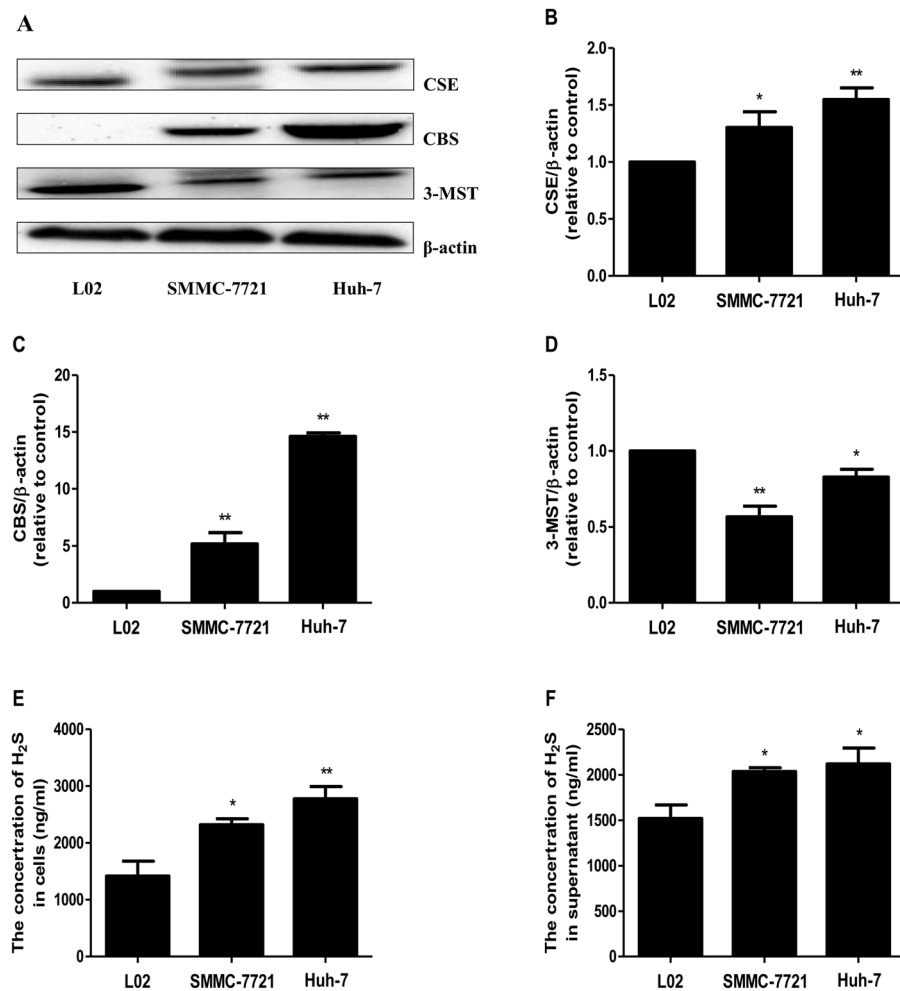 A
CSE
CBS
3-MST
β-actin
L02 SMMC-7721 Huh-7
B
CSE/β-actin
(relative to control)
2.0
1.5
1.0
0.5
0.0
*
**
L02 SMMC-7721 Huh-7
C
CBS/β-actin
(relative to control)
20
15
10
5
0
**
**
L02 SMMC-7721 Huh-7
D
3-MST/β-actin
(relative to control)
1.5
1.0
0.5
0.0
**
*
L02 SMMC-7721 Huh-7
E
The concertration of H₂S
in cells (ng/ml)
4000
3000
2000
1000
0
*
**
L02 SMMC-7721 Huh-7
F
The concertration of H₂S
in supernatant (ng/ml)
2500
2000
1500
1000
500
0
*
*
L02 SMMC-7721 Huh-7